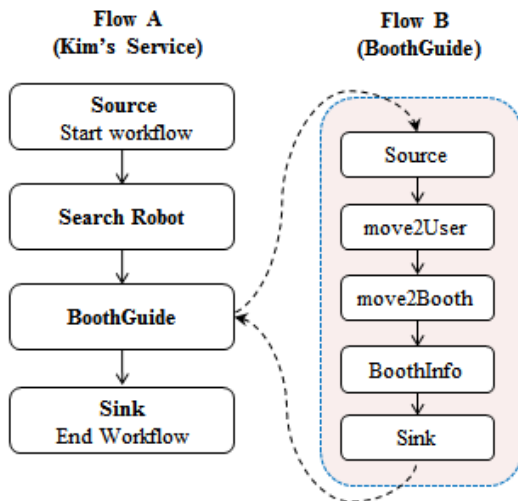 Flow A
(Kim's Service)
Source
Start workflow
Search Robot
BoothGuide
Sink
End Workflow
Flow B
(BoothGuide)
Source
move2User
move2Booth
BoothInfo
Sink